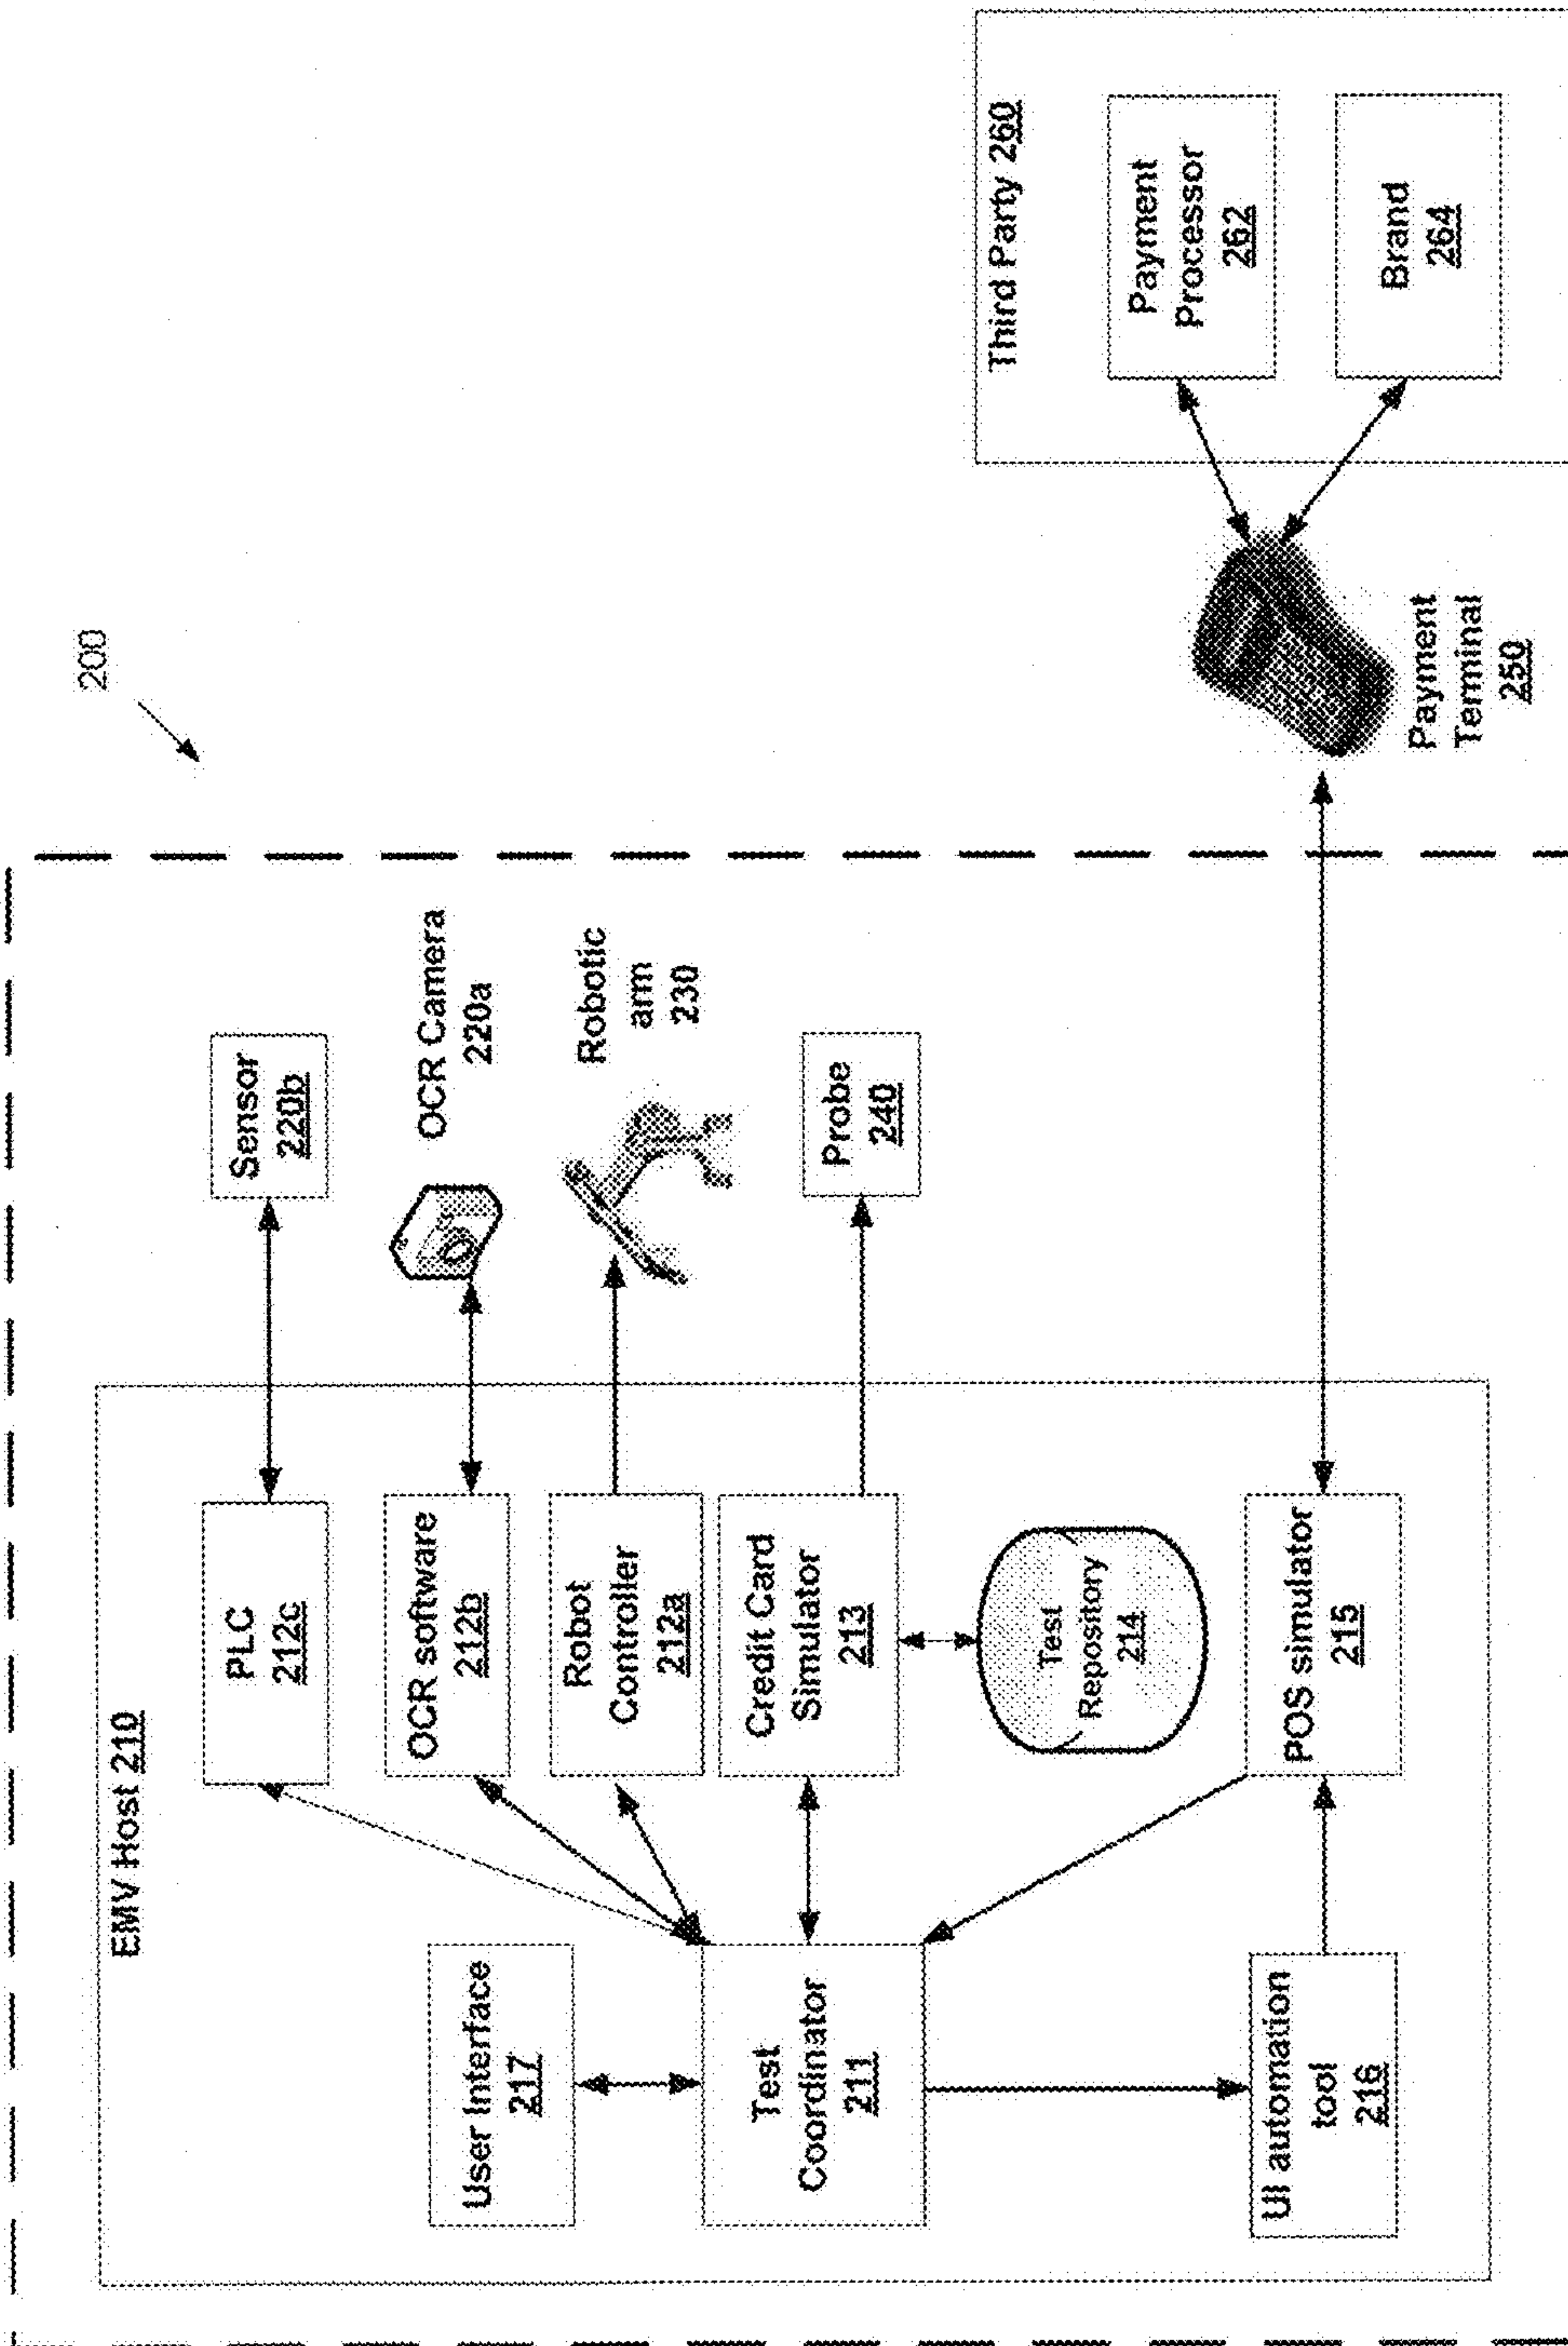 200
EMV Host 210
PLC
212c
Sensor
220b
OCR software
212b
OCR Camera
220a
User Interface
217
Robot
Controller
212a
Robotic
arm
230
Test
Coordinator
211
Credit Card
Simulator
213
Probe
240
Test
Repository
214
UI automation
tool
216
POS simulator
215
Payment
Terminal
250
Third Party 260
Payment
Processor
262
Brand
264